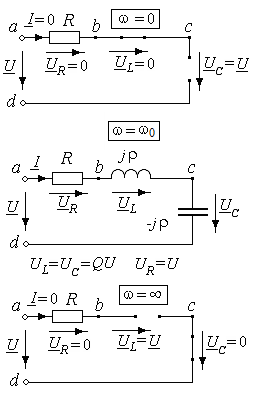 ω=0
a I=0 R b c
U U_R=0 U_L=0 U_C=U
d
ω=ω₀
jρ
a I R b c
U U_R U_L U_C
-jρ
d
U_L=U_C=QU U_R=U
ω=∞
a I=0 R b c
U U_R=0 U_L=U U_C=0
d